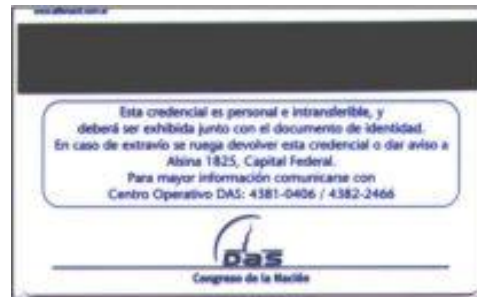 Esta credencial es personal e intransferible, y
deberá ser exhibida junto con el documento de identidad.
En caso de extravío se ruega devolver esta credencial o dar aviso a
Alsina 1825, Capital Federal.
Para mayor información comunicarse con
Centro Operativo DAS: 4381-0406 / 4382-2466
DAS
Congreso de la Nación